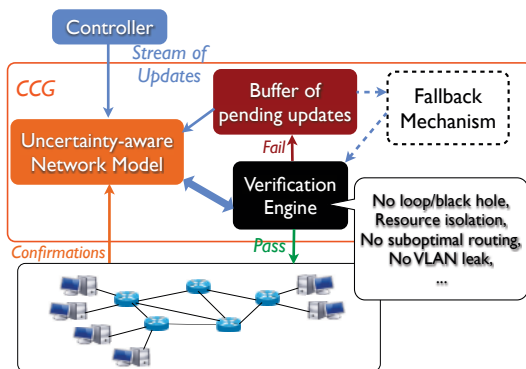 Controller
Stream of
Updates
CCG
Buffer of
pending updates
Fallback
Mechanism
Uncertainty-aware
Network Model
Fail
Verification
Engine
No loop/black hole,
Resource isolation,
No suboptimal routing,
No VLAN leak,
...
Confirmations
Pass